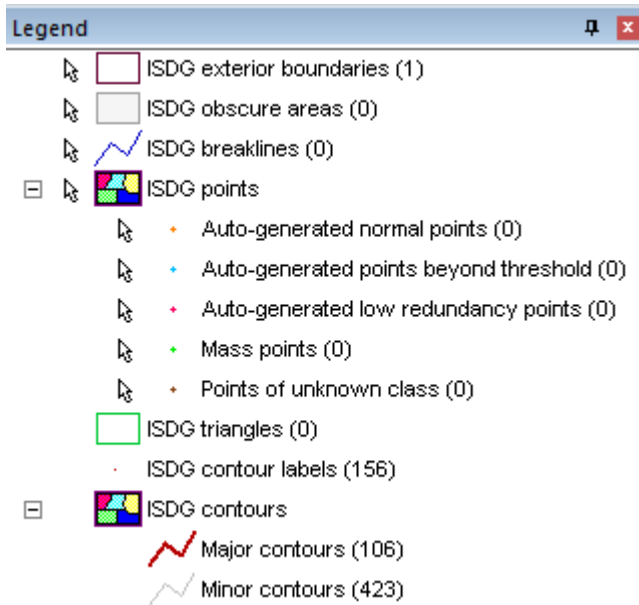 Legend
ISDG exterior boundaries (1)
ISDG obscure areas (0)
ISDG breaklines (0)
ISDG points
Auto-generated normal points (0)
Auto-generated points beyond threshold (0)
Auto-generated low redundancy points (0)
Mass points (0)
Points of unknown class (0)
ISDG triangles (0)
ISDG contour labels (156)
ISDG contours
Major contours (106)
Minor contours (423)